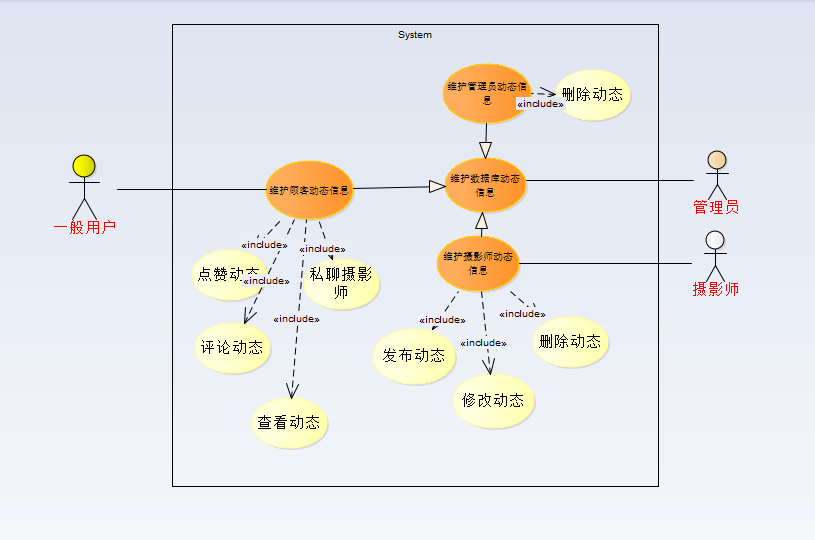 System
维护管理员动态信
息
«include»
删除动态
维护顾客动态信息
维护数据库动态
信息
一般用户
管理员
«include»
«include»
点赞动态
«include»
私聊摄影
师
维护摄影师动态
信息
摄影师
«include»
«include»
«include»
«include»
评论动态
发布动态
删除动态
修改动态
查看动态